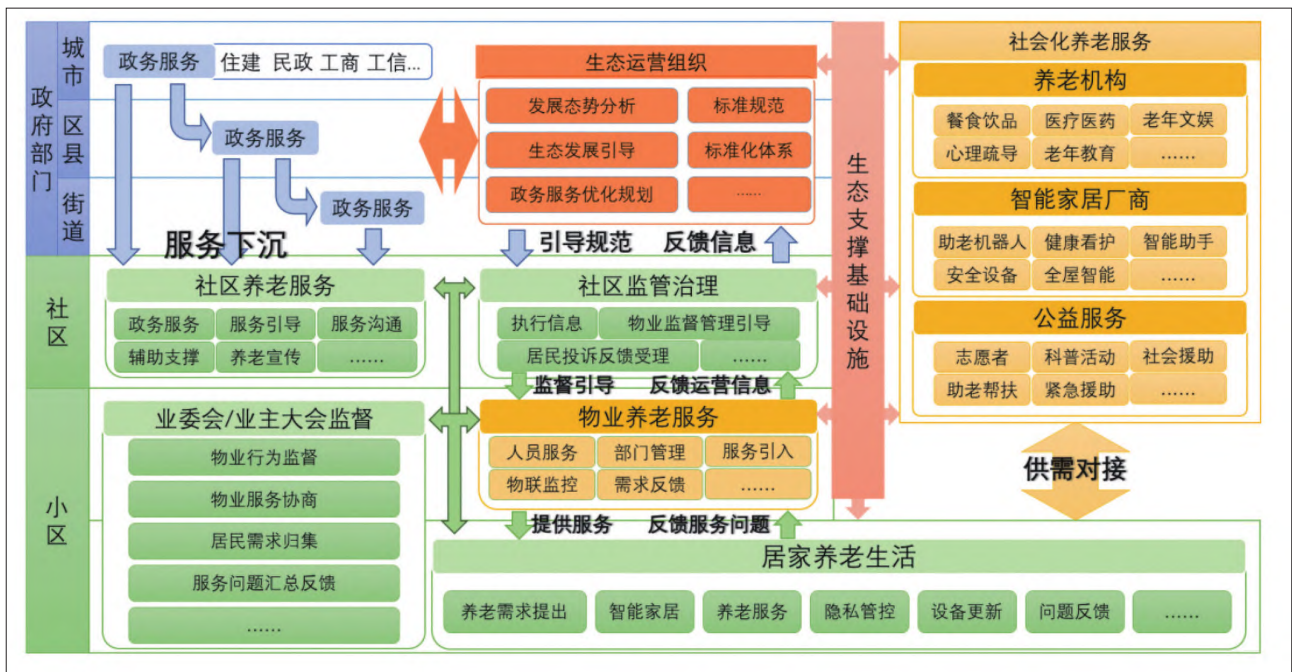 政府部门
城市
区县
街道
政务服务
住建 民政 工商 工信...
政务服务
政务服务
服务下沉
生态运营组织
发展态势分析
标准规范
生态发展引导
标准化体系
政务服务优化规划
……
引导规范
反馈信息
社区
社区养老服务
政务服务
服务引导
服务沟通
辅助支撑
养老宣传
……
社区监管治理
执行信息
物业监督管理引导
居民投诉反馈受理
……
监督引导
反馈运营信息
小区
业委会/业主大会监督
物业行为监督
物业服务协商
居民需求归集
服务问题汇总反馈
……
物业养老服务
人员服务
部门管理
服务引入
物联监控
需求反馈
……
提供服务
反馈服务问题
居家养老生活
养老需求提出
智能家居
养老服务
隐私管控
设备更新
问题反馈
……
生态支撑基础设施
社会化养老服务
养老机构
餐食饮品
医疗医药
老年文娱
心理疏导
老年教育
……
智能家居厂商
助老机器人
健康看护
智能助手
安全设备
全屋智能
……
公益服务
志愿者
科普活动
社会援助
助老帮扶
紧急援助
……
供需对接